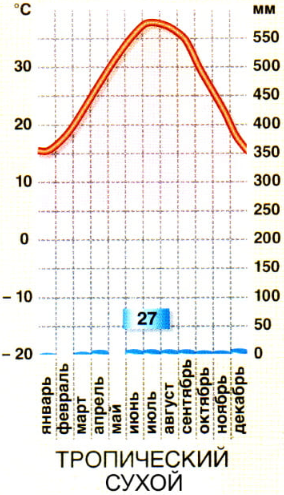 °C
мм
30
20
10
0
– 10
– 20
550
500
450
400
350
300
250
200
150
100
50
0
27
январь
февраль
март
апрель
май
июнь
июль
август
сентябрь
октябрь
ноябрь
декабрь
ТРОПИЧЕСКИЙ
СУХОЙ